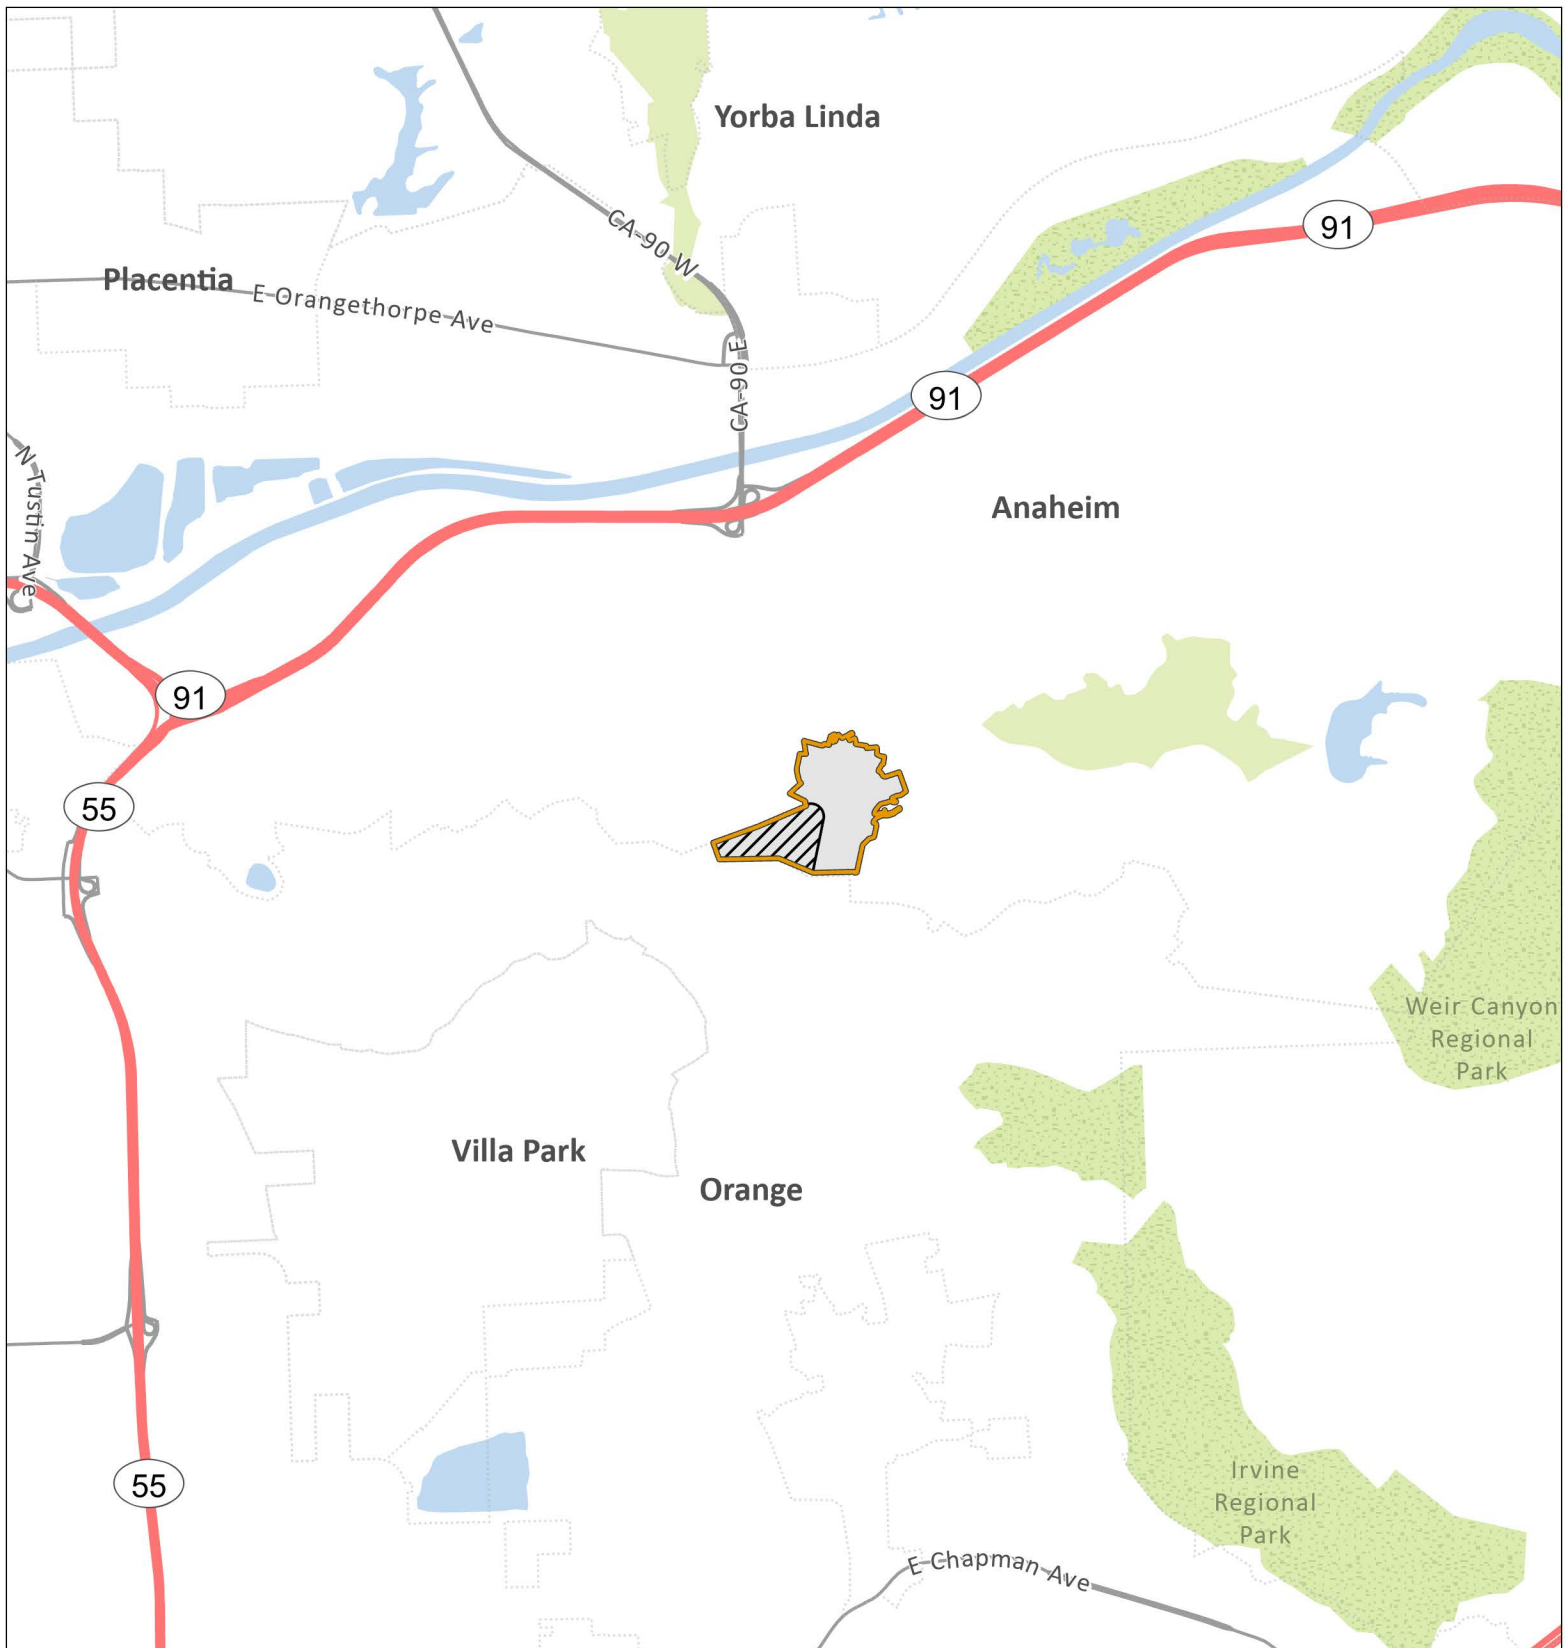 Yorba Linda
CA-90 W
91
Placentia
E Orangethorpe Ave
CA-90 E
91
N Tustin Ave
Anaheim
91
55
Weir Canyon
Regional
Park
Villa Park
Orange
55
Irvine
Regional
Park
E Chapman Ave